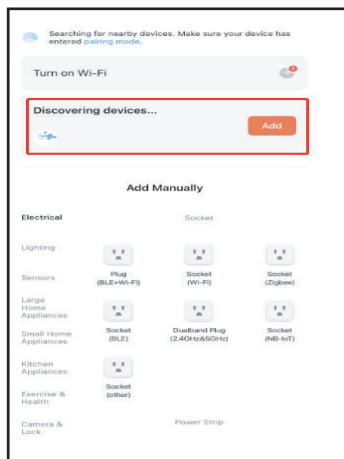 Searching for nearby devices. Make sure your device has
entered pairing mode.
Turn on Wi-Fi
Discovering devices...
Add
Add Manually
Electrical
Socket
Lighting
Sensors
Plug
(BLE+Wi-Fi)
Socket
(Wi-Fi)
Socket
(Zigbee)
Large
Home
Appliances
Small Home
Appliances
Socket
(BLE)
Dualband Plug
(2.4GHz&5GHz)
Socket
(NB-IoT)
Kitchen
Appliances
Socket
(other)
Exercise &
Health
Camera &
Lock
Power Strip